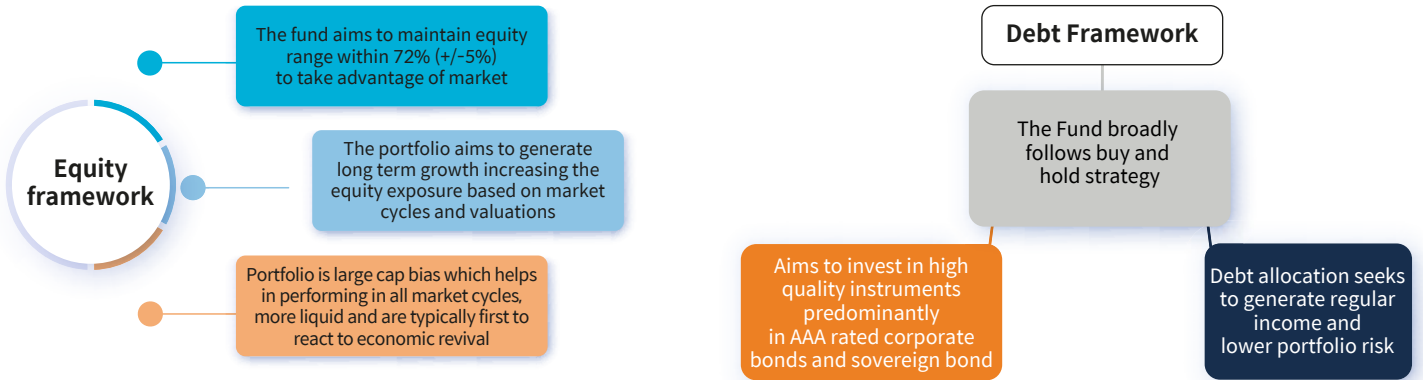 Equity
framework
The fund aims to maintain equity
range within 72% (+/-5%)
to take advantage of market
The portfolio aims to generate
long term growth increasing the
equity exposure based on market
cycles and valuations
Portfolio is large cap bias which helps
in performing in all market cycles,
more liquid and are typically first to
react to economic revival
Debt Framework
The Fund broadly
follows buy and
hold strategy
Aims to invest in high
quality instruments
predominantly
in AAA rated corporate
bonds and sovereign bond
Debt allocation seeks
to generate regular
income and
lower portfolio risk